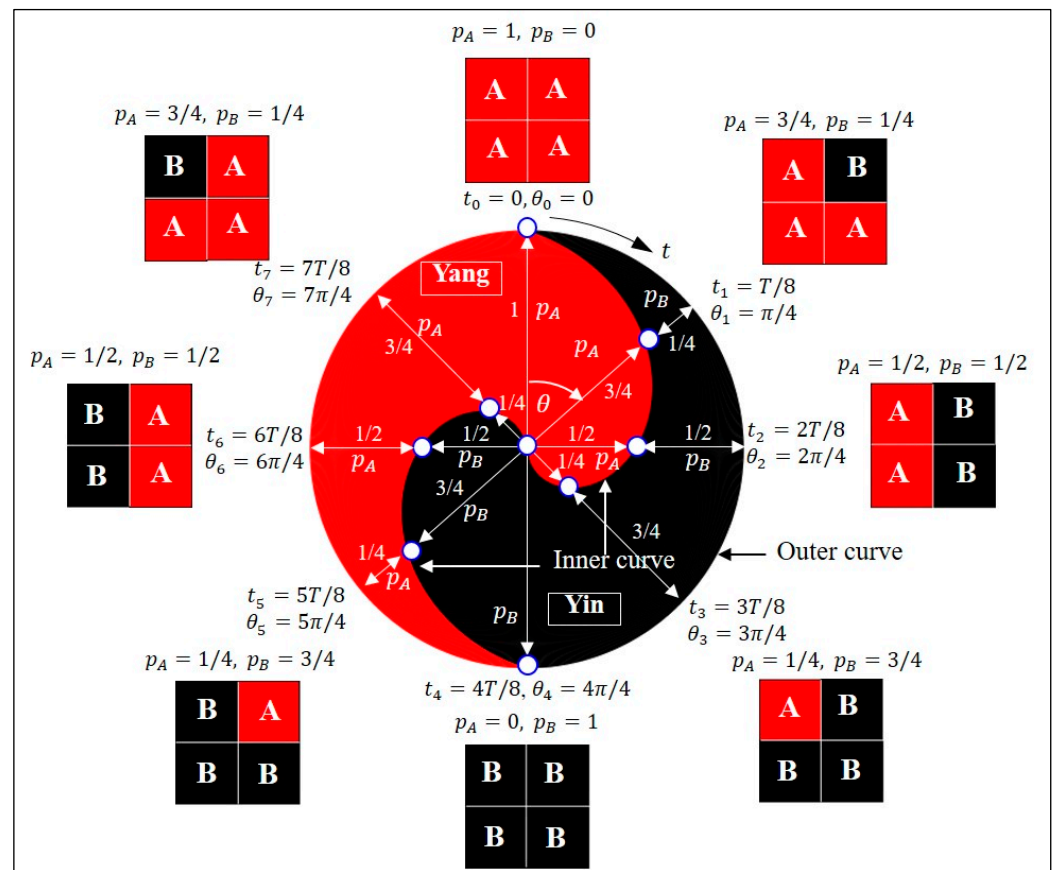 p_A = 1, p_B = 0
A A
A A
t_0 = 0, θ_0 = 0
p_A = 3/4, p_B = 1/4
B A
A A
p_A = 3/4, p_B = 1/4
A B
A A
t
t_7 = 7T/8
θ_7 = 7π/4
Yang
t_1 = T/8
θ_1 = π/4
1 p_A
p_B
1/4
p_A
3/4
p_A
3/4
1/4
θ
p_A = 1/2, p_B = 1/2
B A
B A
t_6 = 6T/8
θ_6 = 6π/4
1/2
p_A
1/2
p_B
1/2
p_A
1/2
p_B
t_2 = 2T/8
θ_2 = 2π/4
p_A = 1/2, p_B = 1/2
A B
A B
1/4
3/4
p_B
3/4
1/4
p_A
Inner curve
Outer curve
p_B
Yin
t_5 = 5T/8
θ_5 = 5π/4
p_A = 1/4, p_B = 3/4
B A
B B
t_3 = 3T/8
θ_3 = 3π/4
p_A = 1/4, p_B = 3/4
A B
B B
t_4 = 4T/8, θ_4 = 4π/4
p_A = 0, p_B = 1
B B
B B